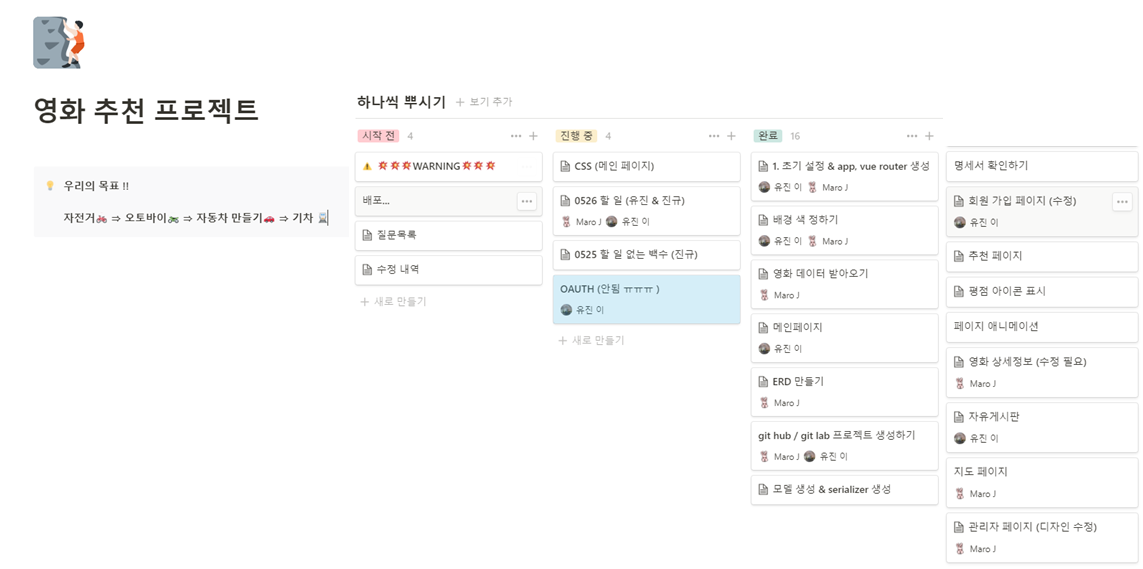 영화 추천 프로젝트
💡 우리의 목표 !!
자전거🚲 ⇒ 오토바이🏍 ⇒ 자동차 만들기🚗 ⇒ 기차 🚆
하나씩 뿌시기 + 보기 추가
시작 전 4
⚠️ 💥💥💥WARNING💥💥💥
배포...
질문목록
수정 내역
+ 새로 만들기
진행 중 4
CSS (메인 페이지)
0526 할 일 (유진 & 진규)
Maro J 유진 이
0525 할 일 없는 백수 (진규)
OAUTH (안됨 ㅠㅠㅠ )
유진 이
+ 새로 만들기
완료 16
1. 초기 설정 & app, vue router 생성
유진 이 Maro J
배경 색 정하기
유진 이 Maro J
영화 데이터 받아오기
Maro J
메인페이지
유진 이
ERD 만들기
Maro J
git hub / git lab 프로젝트 생성하기
Maro J 유진 이
모델 생성 & serializer 생성
명세서 확인하기
회원 가입 페이지 (수정)
유진 이
추천 페이지
평점 아이콘 표시
페이지 애니메이션
영화 상세정보 (수정 필요)
Maro J
자유게시판
유진 이
지도 페이지
Maro J
관리자 페이지 (디자인 수정)
Maro J